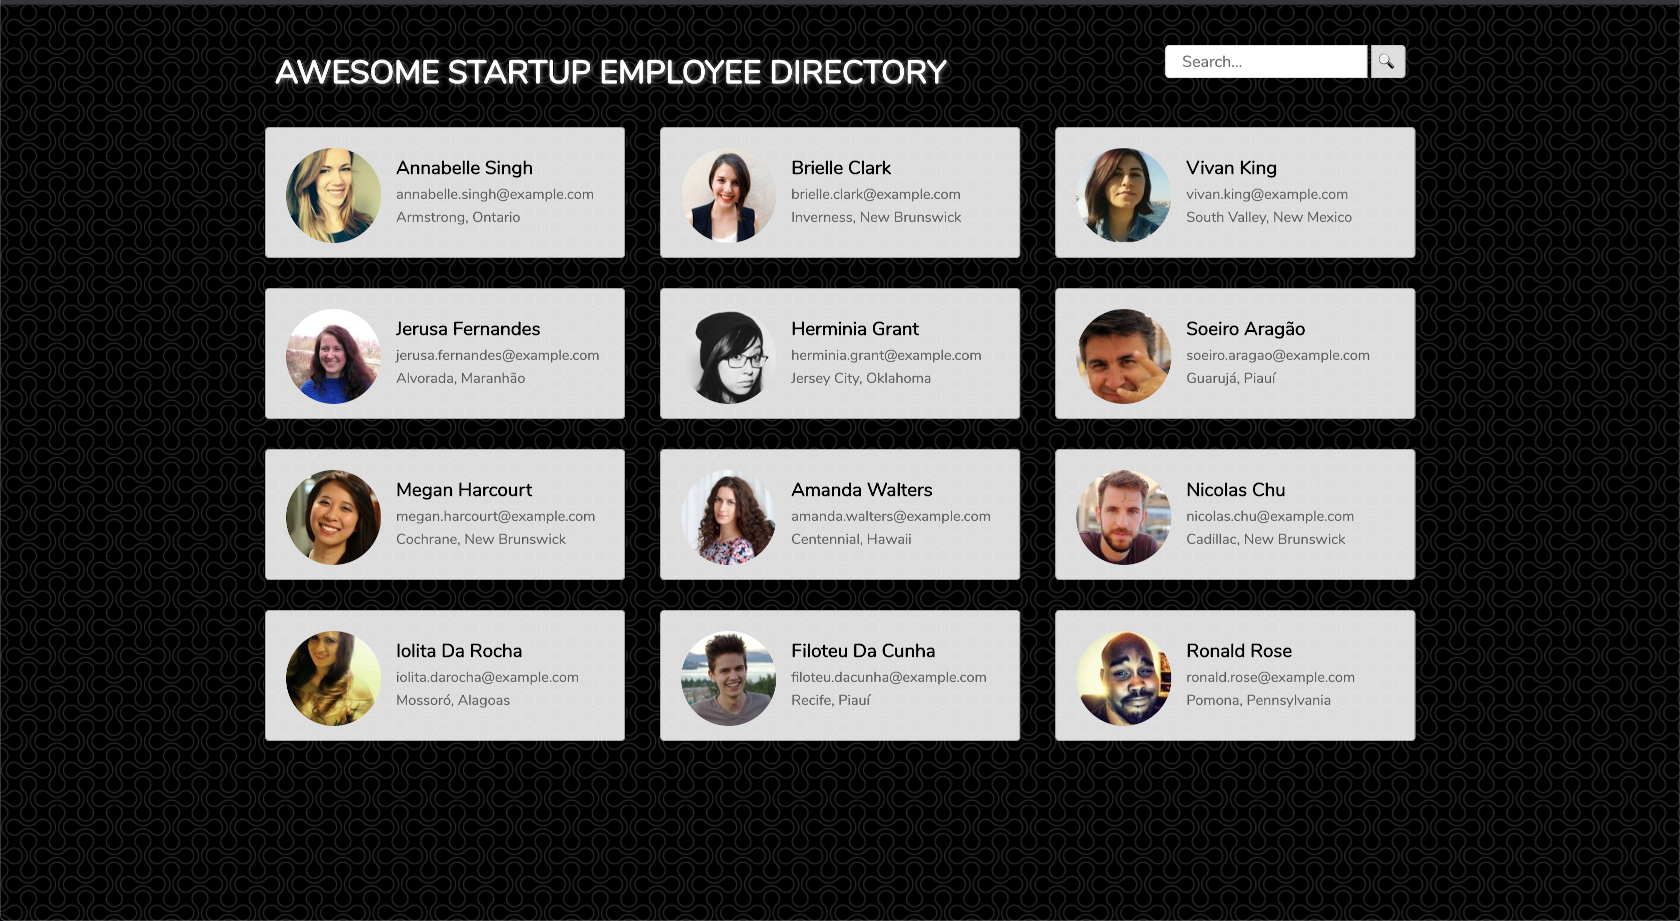 AWESOME STARTUP EMPLOYEE DIRECTORY
Search...
Annabelle Singh
annabelle.singh@example.com
Armstrong, Ontario
Brielle Clark
brielle.clark@example.com
Inverness, New Brunswick
Vivan King
vivan.king@example.com
South Valley, New Mexico
Jerusa Fernandes
jerusa.fernandes@example.com
Alvorada, Maranhão
Herminia Grant
herminia.grant@example.com
Jersey City, Oklahoma
Soeiro Aragão
soeiro.aragao@example.com
Guarujá, Piauí
Megan Harcourt
megan.harcourt@example.com
Cochrane, New Brunswick
Amanda Walters
amanda.walters@example.com
Centennial, Hawaii
Nicolas Chu
nicolas.chu@example.com
Cadillac, New Brunswick
Iolita Da Rocha
iolita.darocha@example.com
Mossoró, Alagoas
Filoteu Da Cunha
filoteu.dacunha@example.com
Recife, Piauí
Ronald Rose
ronald.rose@example.com
Pomona, Pennsylvania